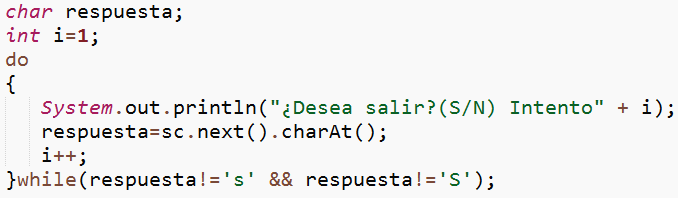 char respuesta;
int i=1;
do
{
System.out.println("¿Desea salir?(S/N) Intento" + i);
respuesta=sc.next().charAt();
i++;
}while(respuesta!='s' && respuesta!='S');